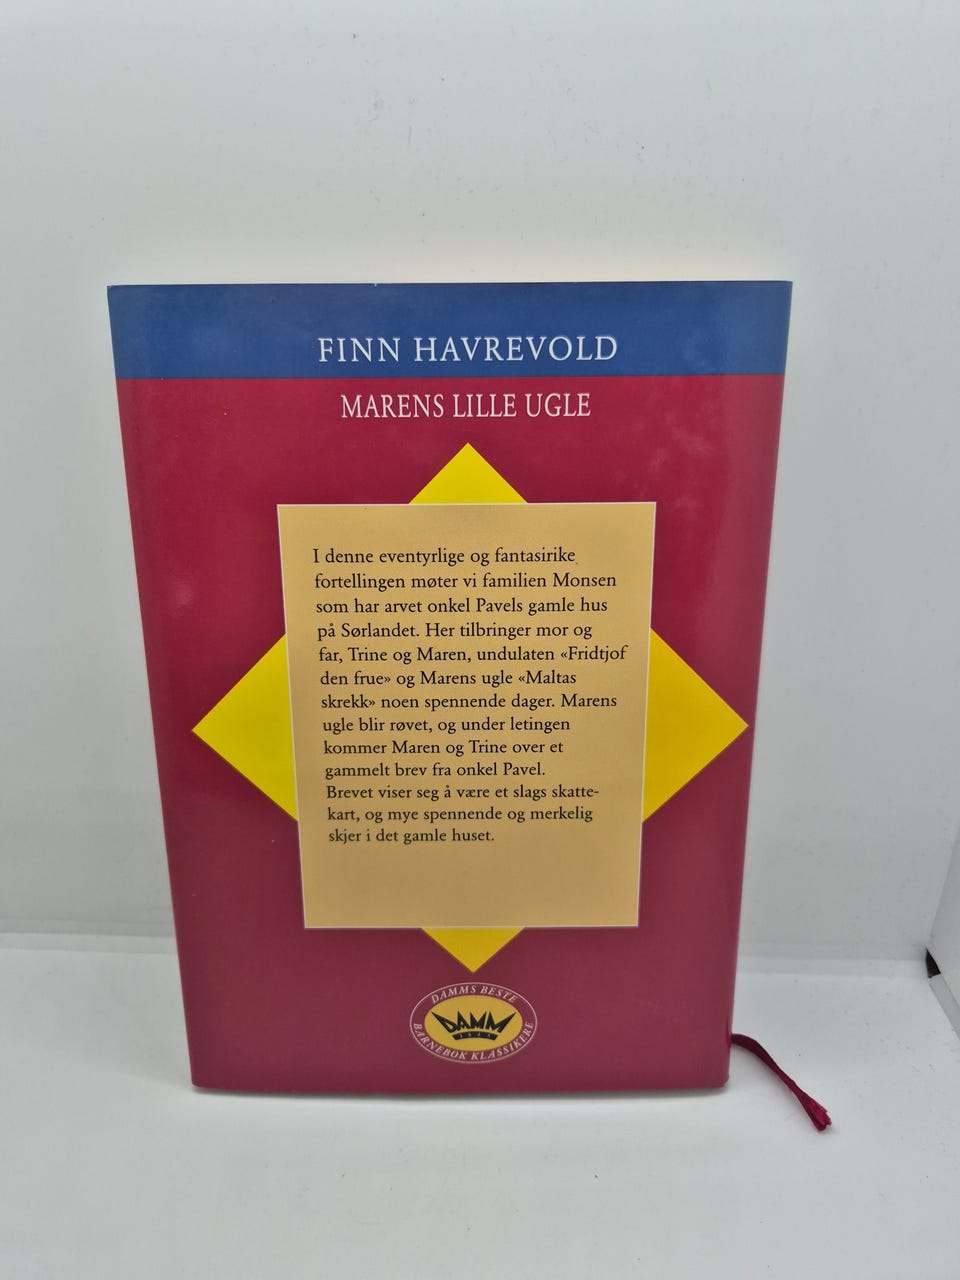 FINN HAVREVOLD
MARENS LILLE UGLE
I denne eventyrlige og fantasirike
fortellingen møter vi familien Monsen
som har arvet onkel Pavels gamle hus
på Sørlandet. Her tilbringer mor og
far, Trine og Maren, undulaten «Fridtjof
den frue» og Marens ugle «Maltas
skrekk» noen spennende dager. Marens
ugle blir røvet, og under letingen
kommer Maren og Trine over et
gammelt brev fra onkel Pavel.
Brevet viser seg å være et slags skatte-
kart, og mye spennende og merkelig
skjer i det gamle huset.
DAMMS BESTE
DAMM
BARNEBOK KLASSIKERE